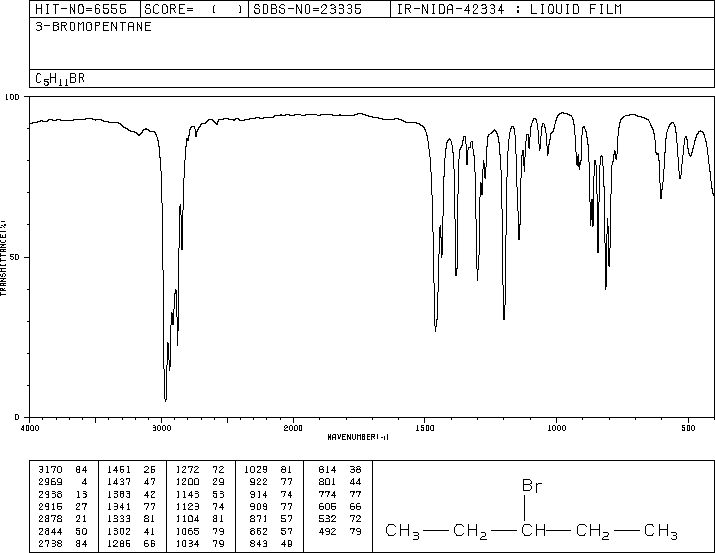 HIT-NO=6555 SCORE= ( ) SDBS-NO=23335 IR-NIDA-42334 : LIQUID FILM
3-BROMOPENTANE
C5H11BR
100
TRANSMITTANCE(%)
50
0
4000 3000 2000 1500 1000 500
WAVENUMBER(-1)
3170 84 1461 26 1272 72 1029 81 814 38
2969 4 1437 47 1200 29 922 77 801 44
2938 13 1383 42 1143 53 914 74 774 77
2915 27 1341 77 1123 74 909 77 606 66
2878 21 1333 81 1104 81 871 57 532 72
2844 50 1302 41 1065 79 862 57 492 79
2738 84 1286 66 1034 79 843 49
Br
CH3 CH2 CH CH2 CH3